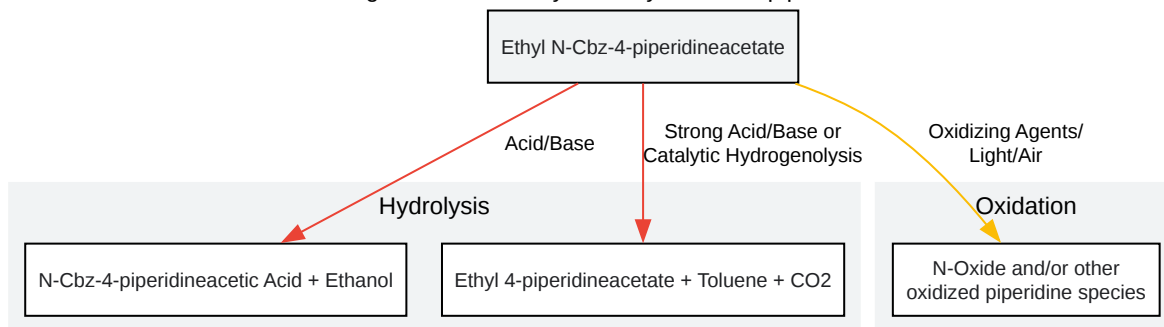 Ethyl N-Cbz-4-piperidineacetate
Acid/Base
Strong Acid/Base or
Catalytic Hydrogenolysis
Oxidizing Agents/
Light/Air
Hydrolysis
Oxidation
N-Cbz-4-piperidineacetic Acid + Ethanol
Ethyl 4-piperidineacetate + Toluene + CO2
N-Oxide and/or other
oxidized piperidine species